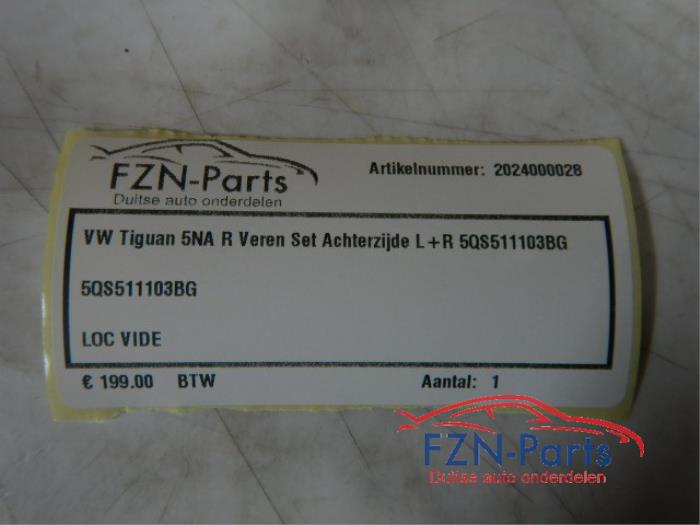 FZN-Parts
Duitse auto onderdelen
Artikelnummer: 2024000028
VW Tiguan 5NA R Veren Set Achterzijde L+R 5QS511103BG
5QS511103BG
LOC VIDE
€ 199.00 BTW Aantal: 1
FZN-Parts
Duitse auto onderdelen